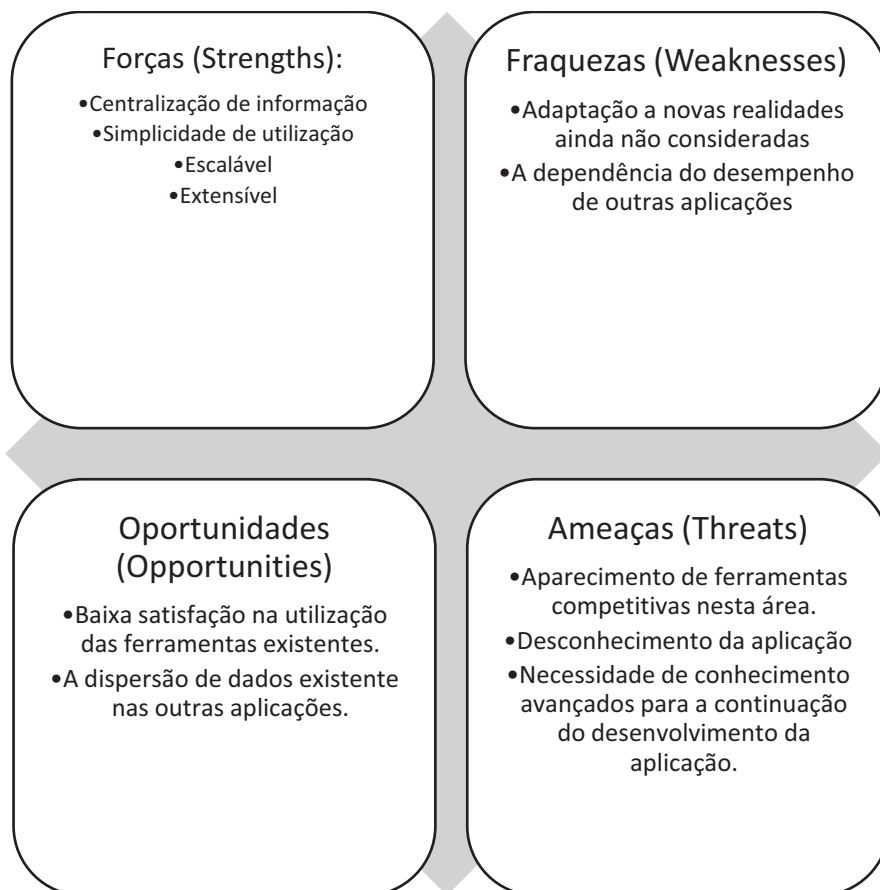 Forças (Strengths):
•Centralização de informação
•Simplicidade de utilização
•Escalável
•Extensível
Fraquezas (Weaknesses)
•Adaptação a novas realidades
ainda não consideradas
•A dependência do desempenho
de outras aplicações
Oportunidades
(Opportunities)
•Baixa satisfação na utilização
das ferramentas existentes.
•A dispersão de dados existente
nas outras aplicações.
Ameaças (Threats)
•Aparecimento de ferramentas
competitivas nesta área.
•Desconhecimento da aplicação
•Necessidade de conhecimento
avançados para a continuação
do desenvolvimento da
aplicação.